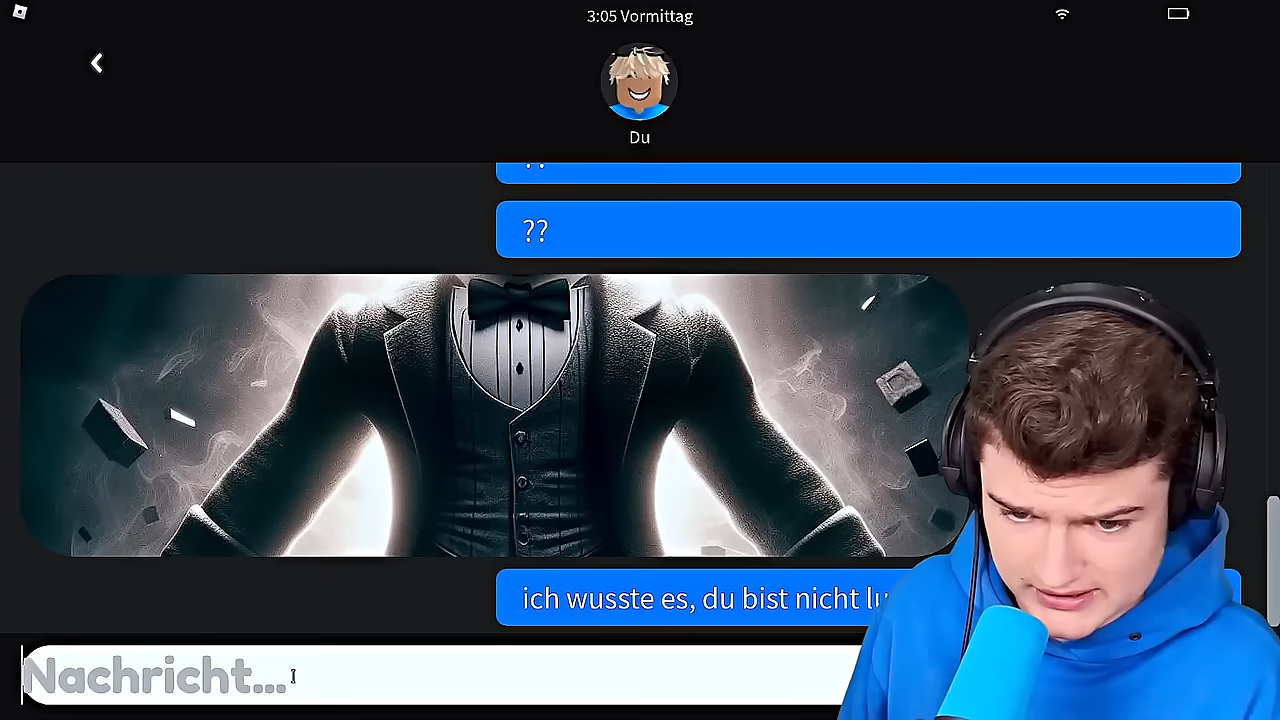 3:05 Vormittag
Du
??
ich wusste es, du bist nicht
Nachricht...